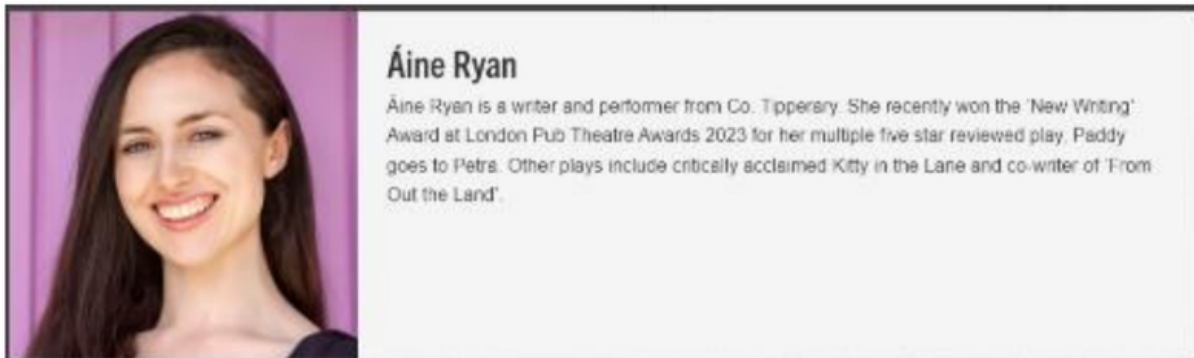 Áine Ryan
Áine Ryan is a writer and performer from Co. Tipperary. She recently won the 'New Writing'
Award at London Pub Theatre Awards 2023 for her multiple five star reviewed play, Paddy
goes to Petra. Other plays include critically acclaimed Kitty in the Lane and co-writer of 'From
Out the Land'.